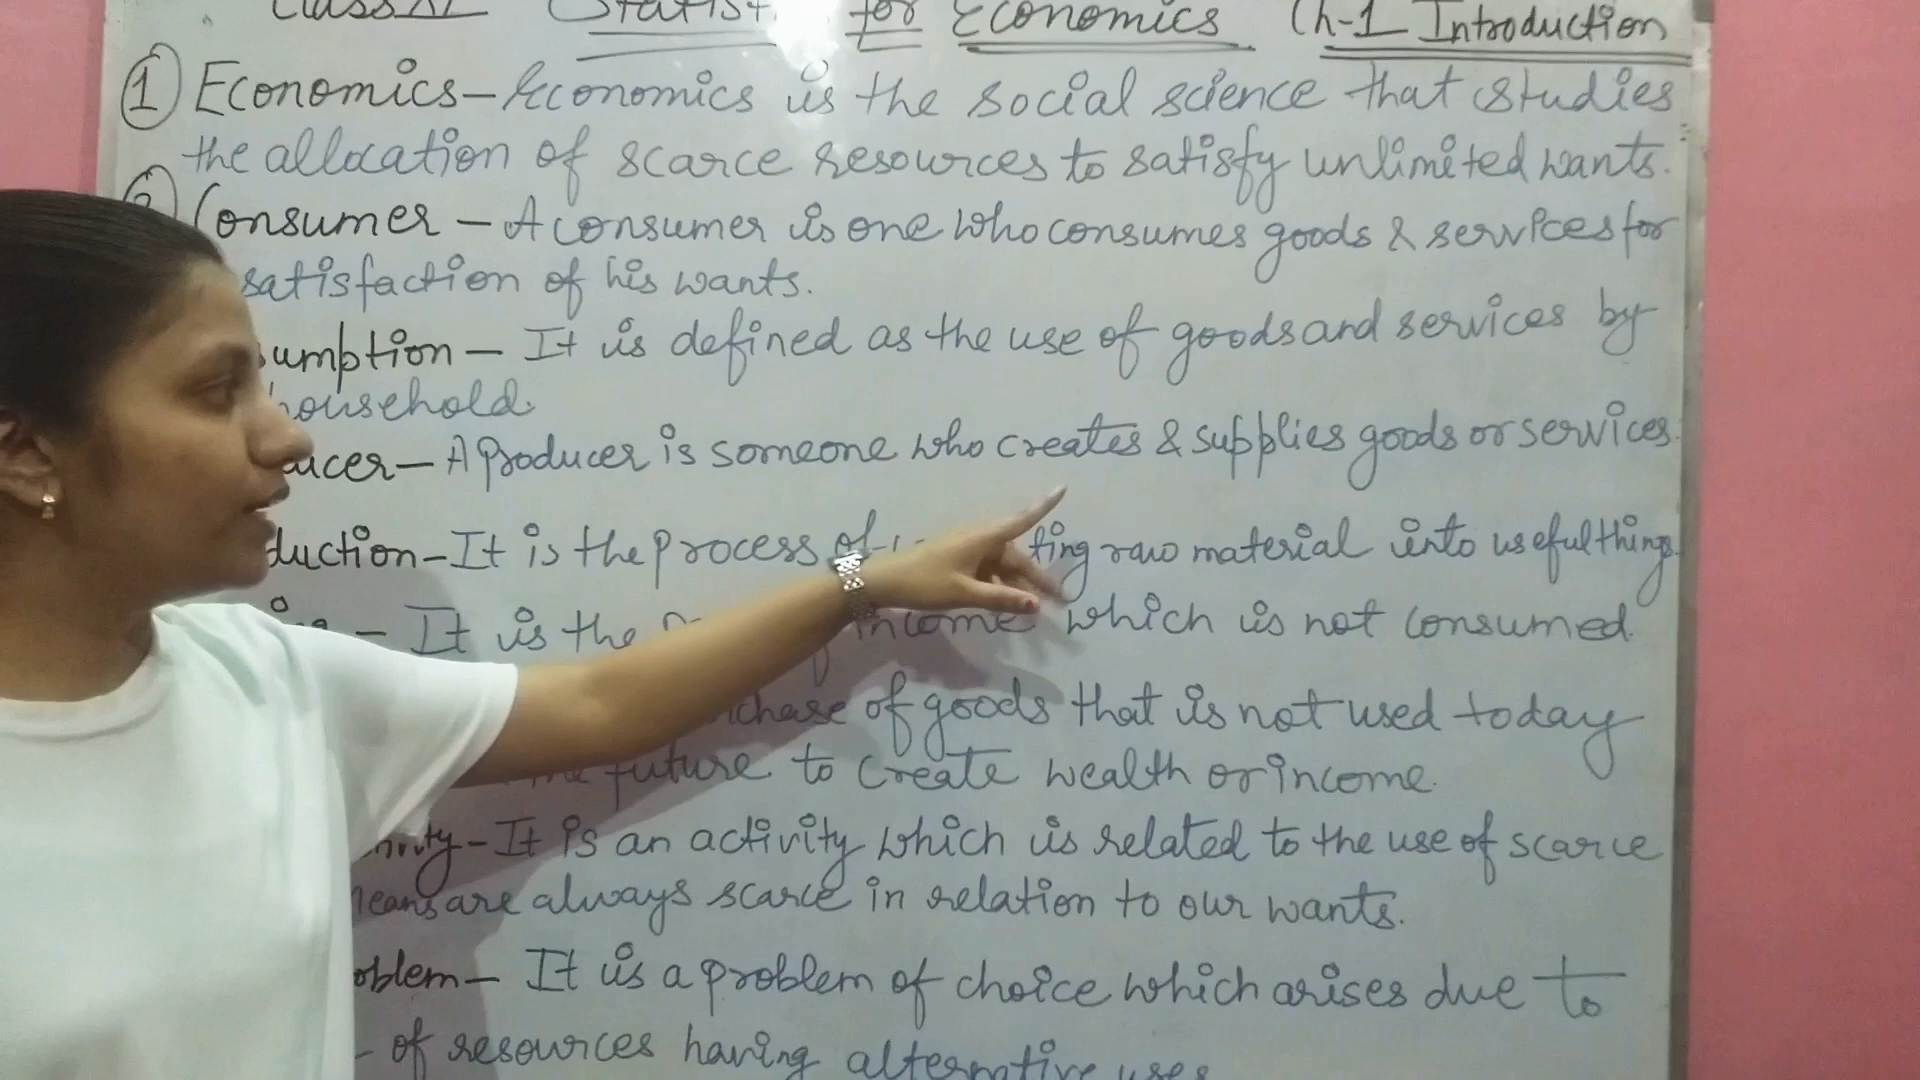 Class XI Statist for Economics Ch-1 Introduction
① Economics - Economics is the social science that studies
the allocation of scarce resources to satisfy unlimited wants.
Consumer - A consumer is one who consumes goods & services for
satisfaction of his wants.
sumption - It is defined as the use of goods and services by
household.
ucer - A Producer is someone who creates & supplies goods or services
duction - It is the process of ting raw material into useful things.
- It is the income which is not consumed.
chase of goods that is not used today
the future to create wealth or income.
- It is an activity which is related to the use of scarce
means are always scarce in relation to our wants.
oblem - It is a problem of choice which arises due to
of resources having alternative uses